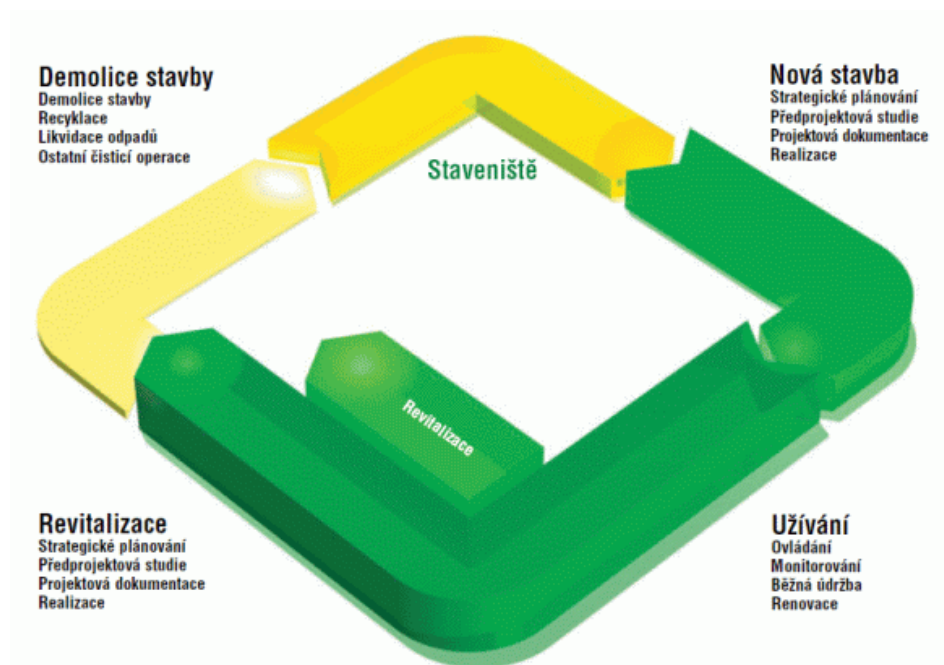 Demolice stavby
Demolice stavby
Recyklace
Likvidace odpadů
Ostatní čisticí operace
Nová stavba
Strategické plánování
Předprojektová studie
Projektová dokumentace
Realizace
Staveniště
Revitalizace
Revitalizace
Strategické plánování
Předprojektová studie
Projektová dokumentace
Realizace
Užívání
Ovládání
Monitorování
Běžná údržba
Renovace